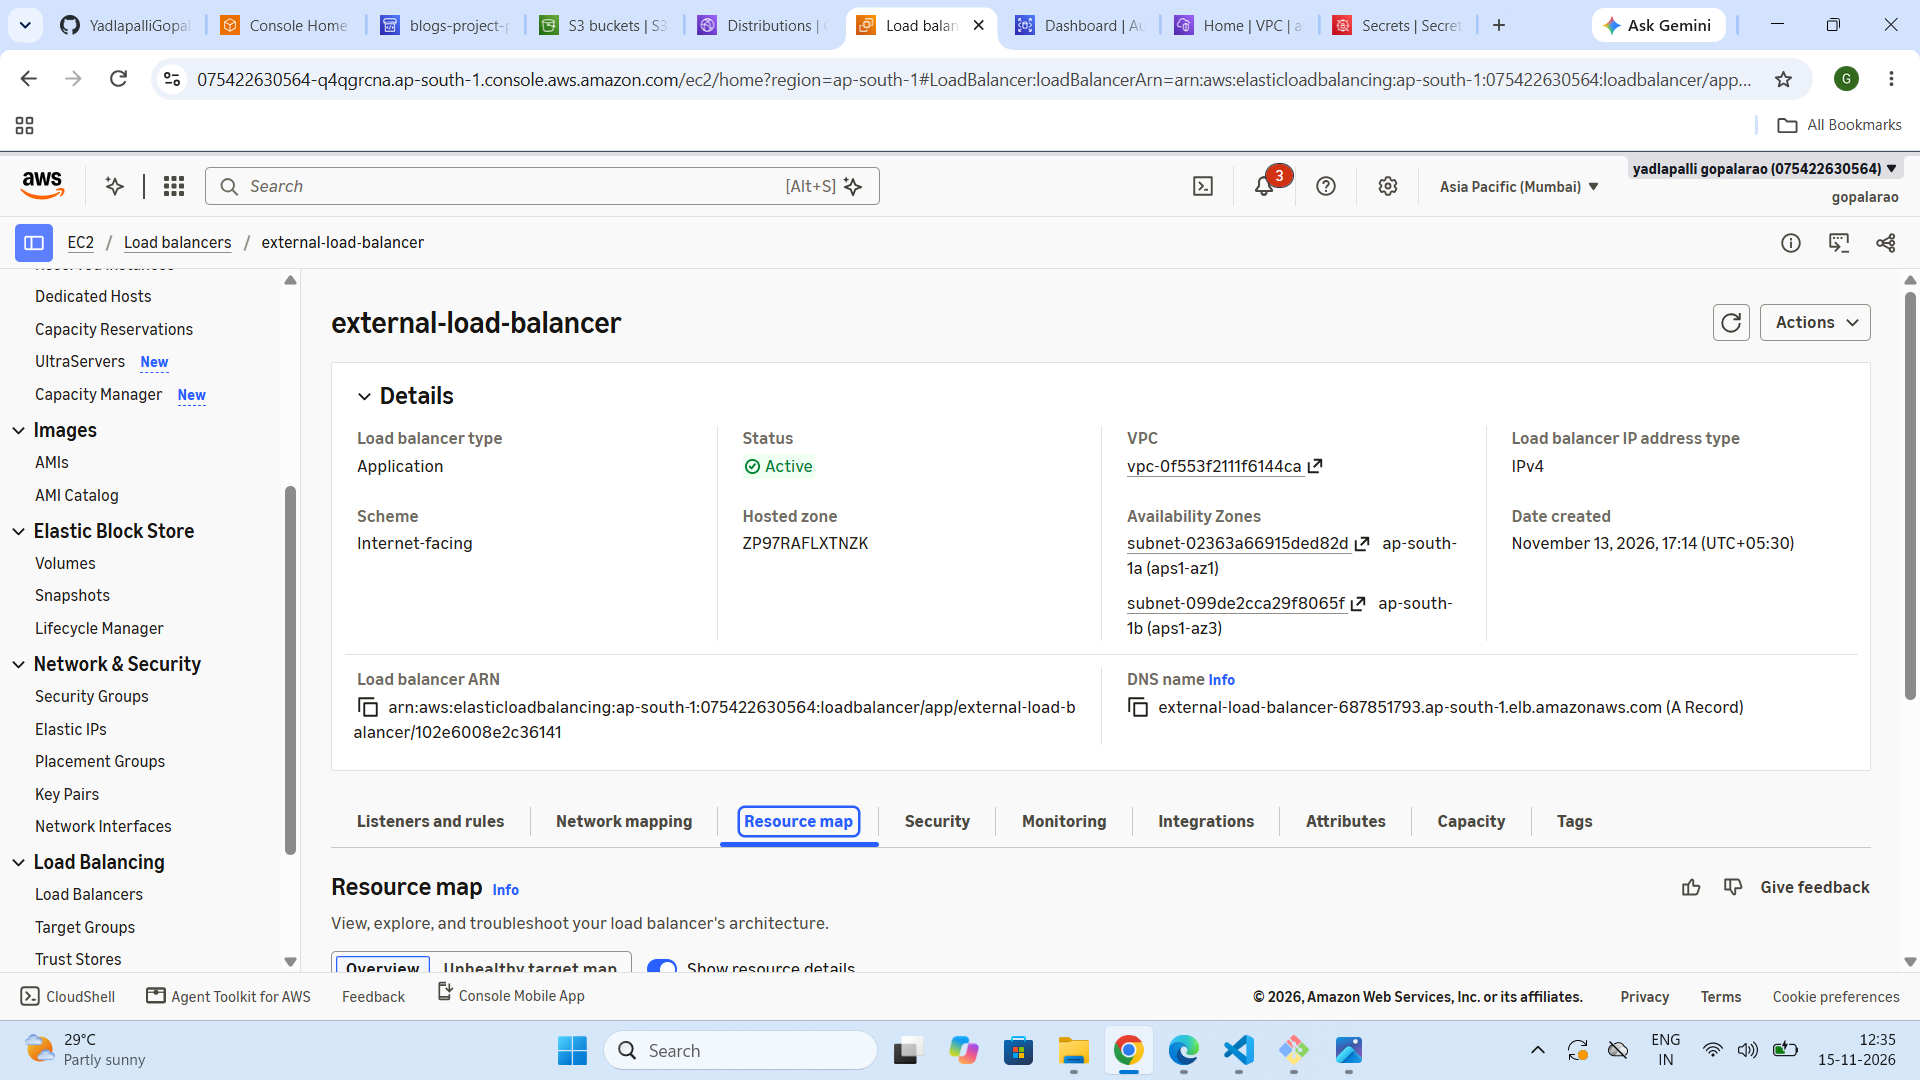 YadlapalliGopal
Console Home
blogs-project-p
S3 buckets | S3
Distributions | C
Load balan
Dashboard | Au
Home | VPC | a
Secrets | Secret
Ask Gemini
075422630564-q4qgrcna.ap-south-1.console.aws.amazon.com/ec2/home?region=ap-south-1#LoadBalancer:loadBalancerArn=arn:aws:elasticloadbalancing:ap-south-1:075422630564:loadbalancer/app...
G
All Bookmarks
aws
Search
[Alt+S]
3
Asia Pacific (Mumbai)
yadlapalli gopalarao (075422630564)
gopalarao
EC2 / Load balancers / external-load-balancer
Reserved Instances
Dedicated Hosts
Capacity Reservations
UltraServers New
Capacity Manager New
Images
AMIs
AMI Catalog
Elastic Block Store
Volumes
Snapshots
Lifecycle Manager
Network & Security
Security Groups
Elastic IPs
Placement Groups
Key Pairs
Network Interfaces
Load Balancing
Load Balancers
Target Groups
Trust Stores
external-load-balancer
Actions
Details
Load balancer type
Application
Status
Active
VPC
vpc-0f553f2111f6144ca
Load balancer IP address type
IPv4
Scheme
Internet-facing
Hosted zone
ZP97RAFLXTNZK
Availability Zones
subnet-02363a66915ded82d ap-south-
1a (aps1-az1)
subnet-099de2cca29f8065f ap-south-
1b (aps1-az3)
Date created
November 13, 2026, 17:14 (UTC+05:30)
Load balancer ARN
arn:aws:elasticloadbalancing:ap-south-1:075422630564:loadbalancer/app/external-load-b
alancer/102e6008e2c36141
DNS name Info
external-load-balancer-687851793.ap-south-1.elb.amazonaws.com (A Record)
Listeners and rules
Network mapping
Resource map
Security
Monitoring
Integrations
Attributes
Capacity
Tags
Resource map Info
Give feedback
View, explore, and troubleshoot your load balancer's architecture.
Overview
Unhealthy target map
Show resource details
CloudShell
Agent Toolkit for AWS
Feedback
Console Mobile App
© 2026, Amazon Web Services, Inc. or its affiliates.
Privacy
Terms
Cookie preferences
29°C
Partly sunny
Search
ENG
IN
12:35
15-11-2026